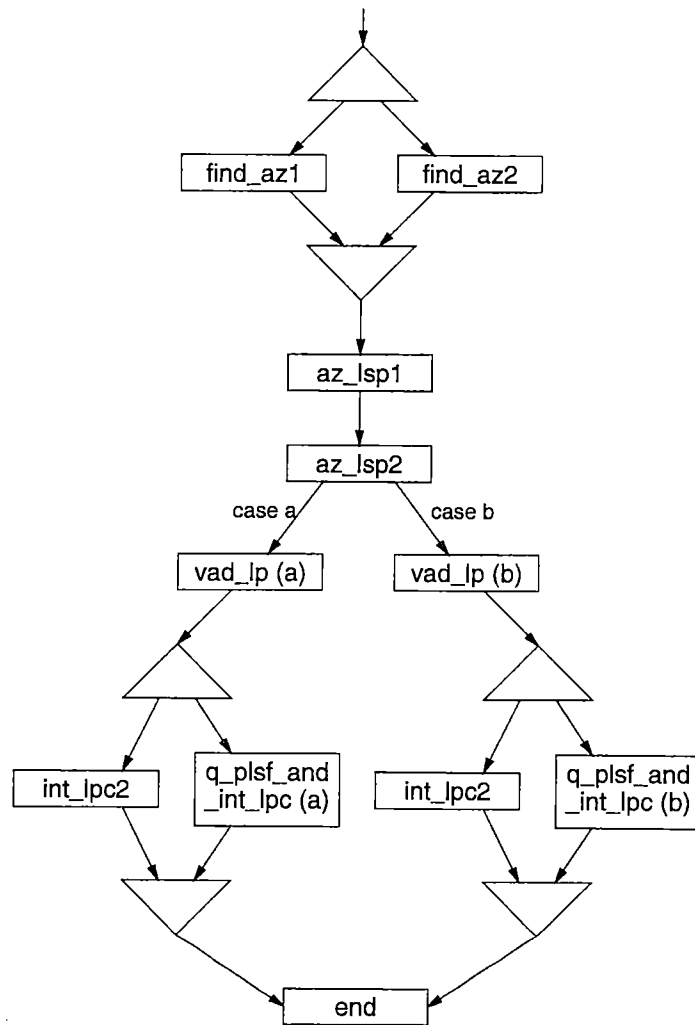 find_az1
find_az2
az_lsp1
az_lsp2
case a
case b
vad_lp (a)
vad_lp (b)
int_lpc2
q_plsf_and
_int_lpc (a)
int_lpc2
q_plsf_and
_int_lpc (b)
end